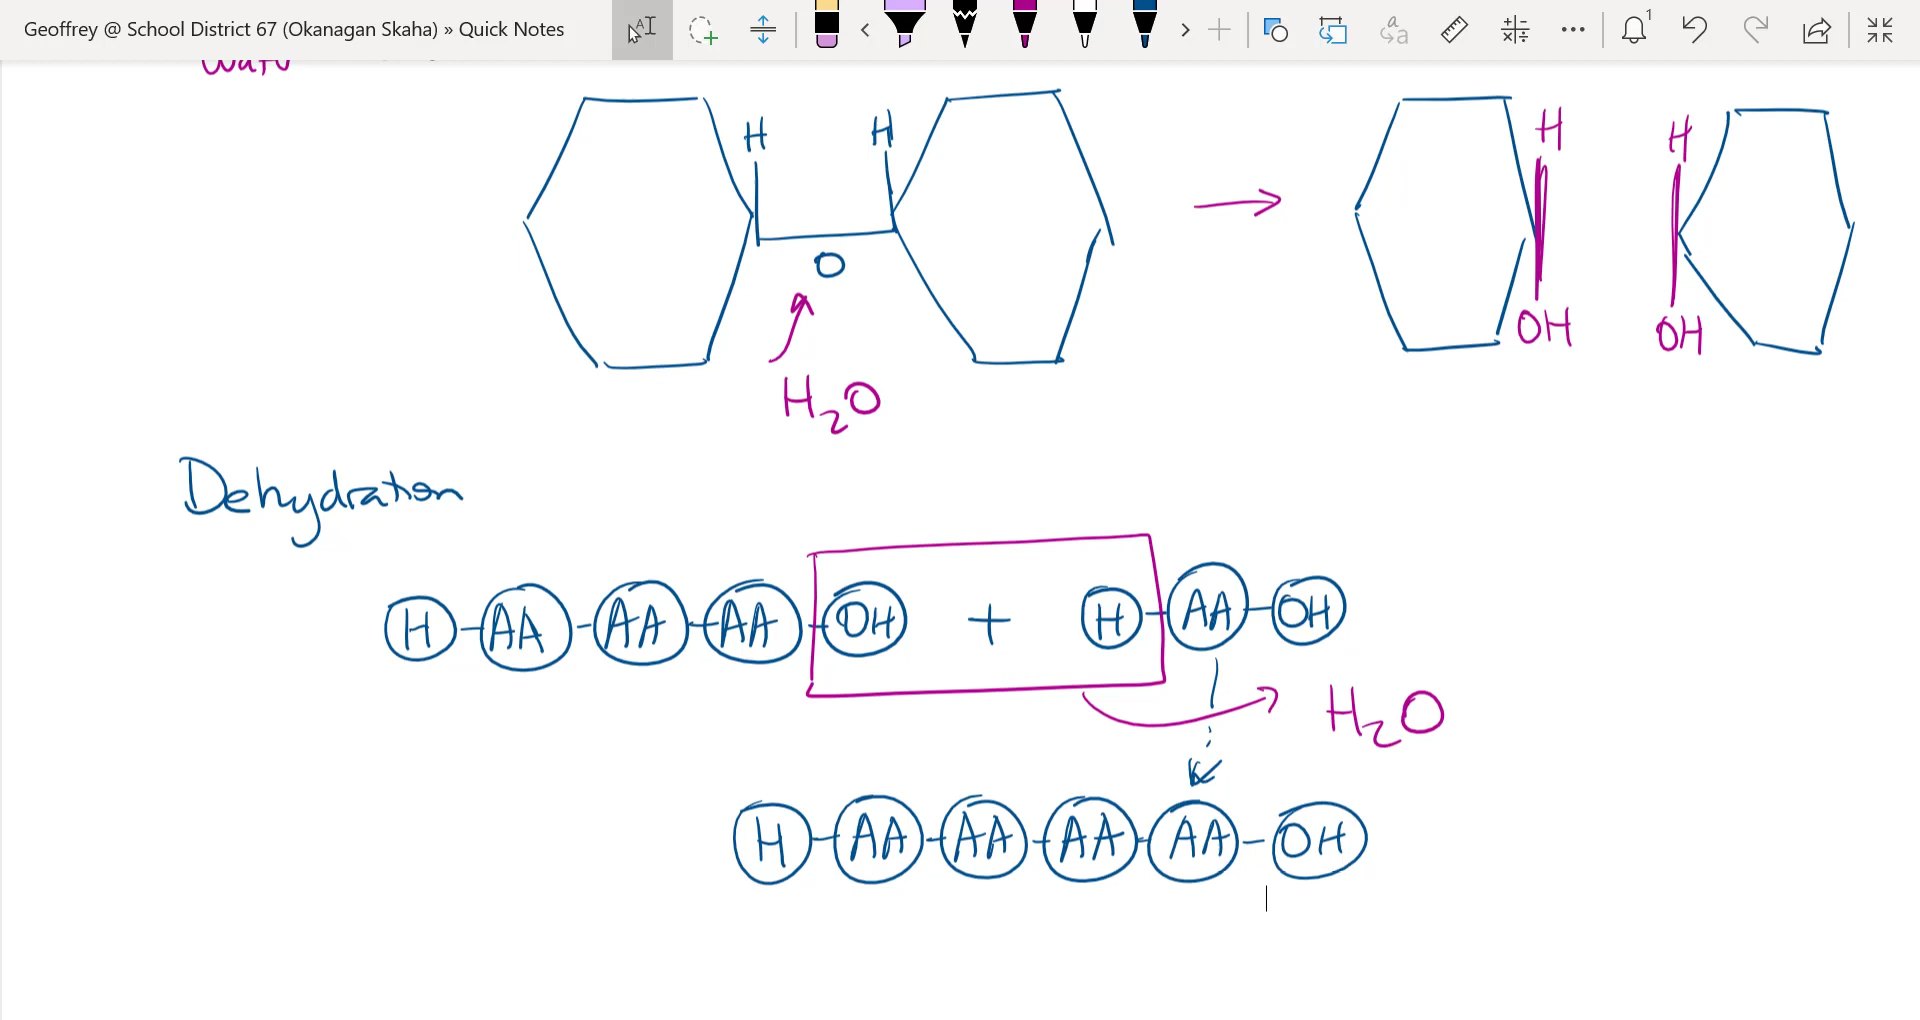 Geoffrey @ School District 67 (Okanagan Skaha) » Quick Notes
H H H H
O
OH OH
H₂O
Dehydration
H - AA - AA - AA - OH + H - AA - OH
H₂O
H - AA - AA - AA - AA - OH